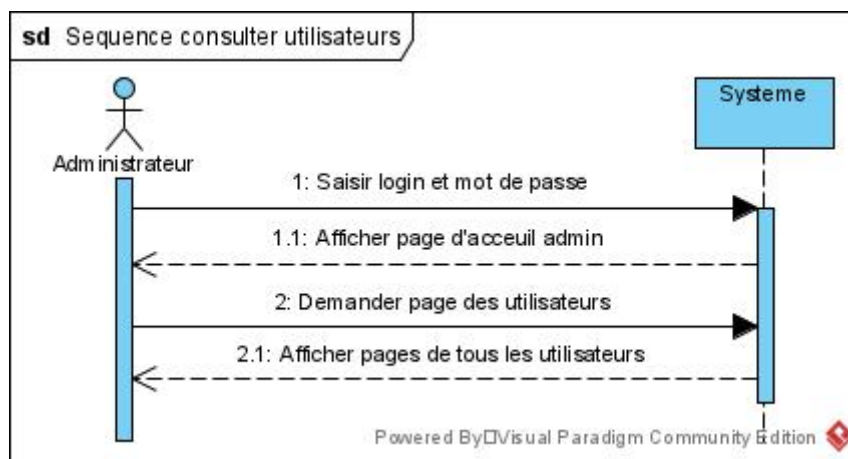 sd Sequence consulter utilisateurs
Systeme
Administrateur
1: Saisir login et mot de passe
1.1: Afficher page d'acceuil admin
2: Demander page des utilisateurs
2.1: Afficher pages de tous les utilisateurs
Powered By□Visual Paradigm Community Edition